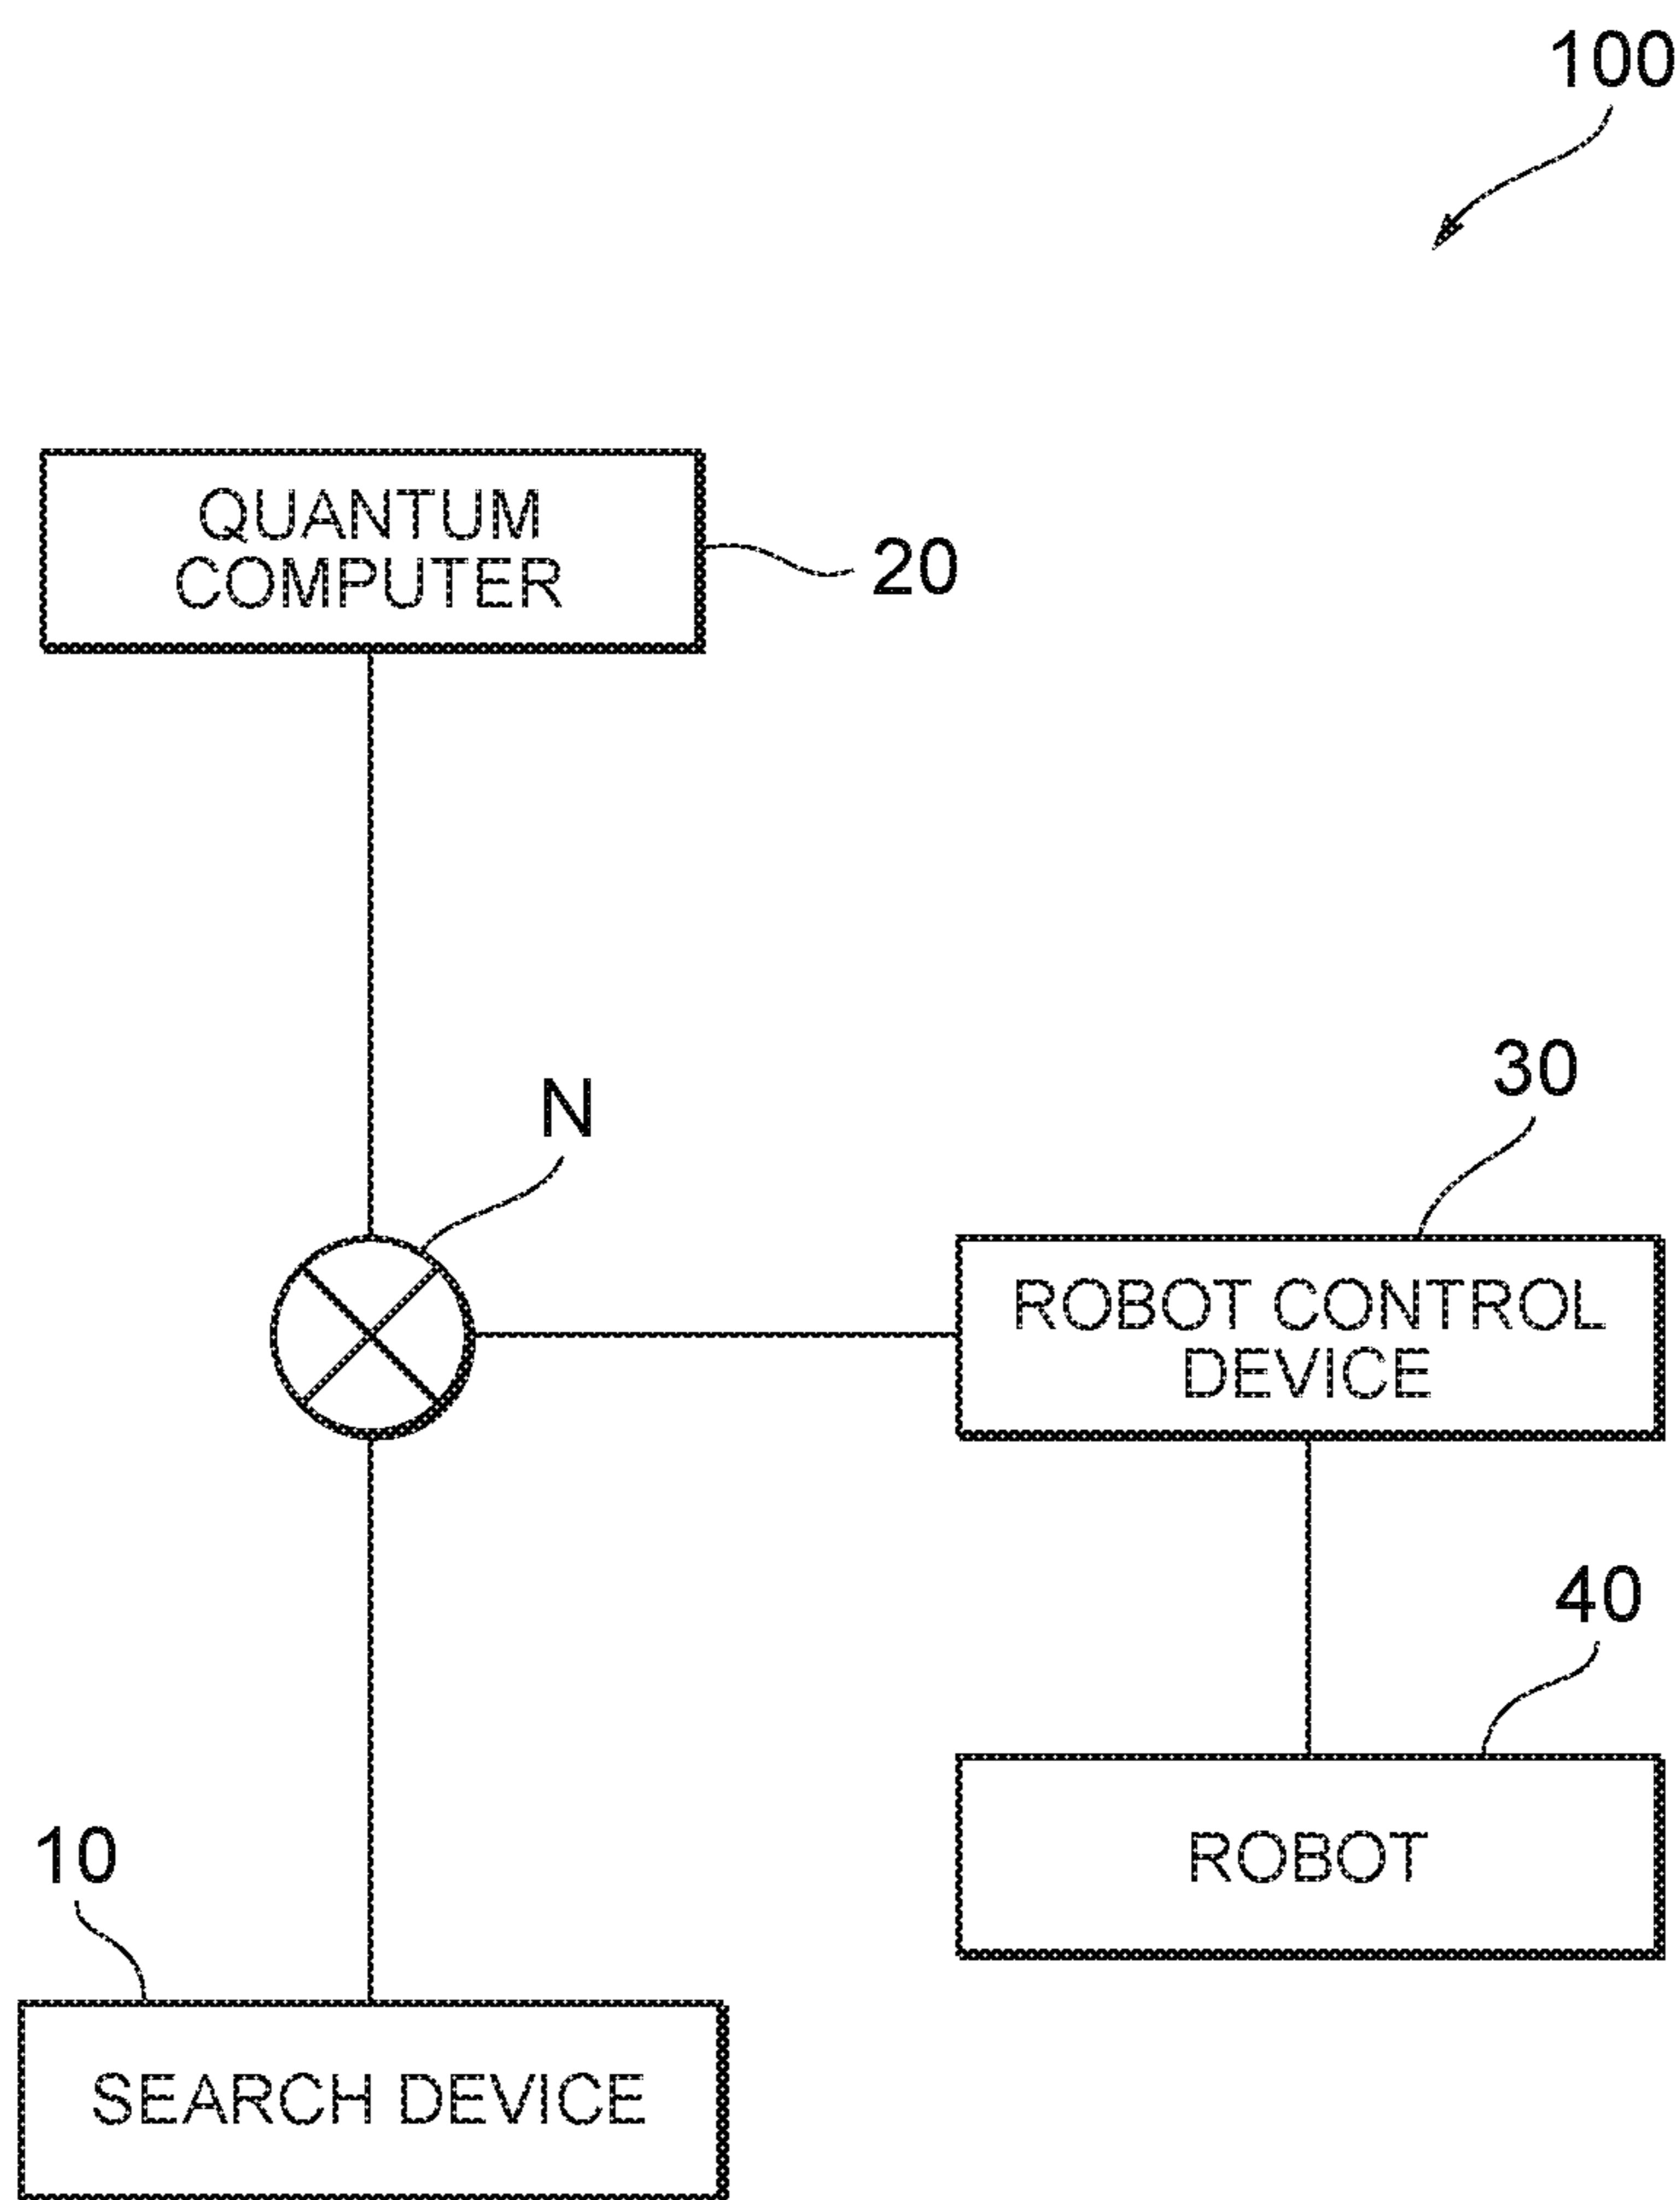 100
QUANTUM
COMPUTER
20
N
30
ROBOT CONTROL
DEVICE
40
ROBOT
10
SEARCH DEVICE